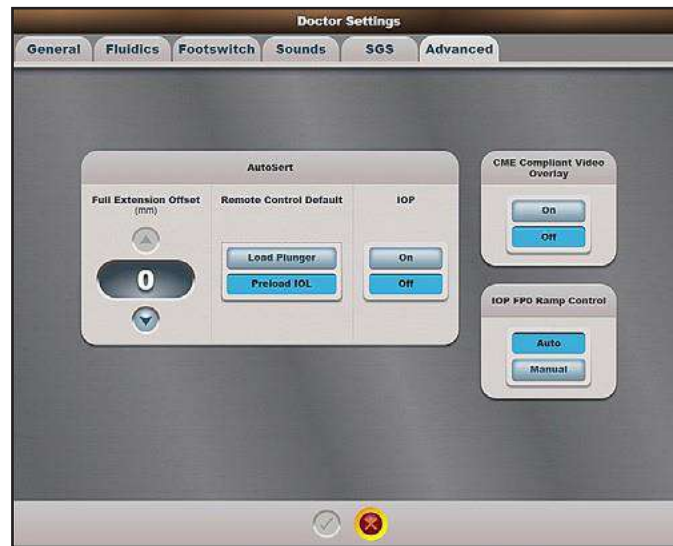 Doctor Settings
General Fluidics Footswitch Sounds SGS Advanced
AutoSert
Full Extension Offset
(mm)
0
Remote Control Default
Load Plunger
Preload IOL
IOP
On
Off
CME Compliant Video
Overlay
On
Off
IOP FP0 Ramp Control
Auto
Manual